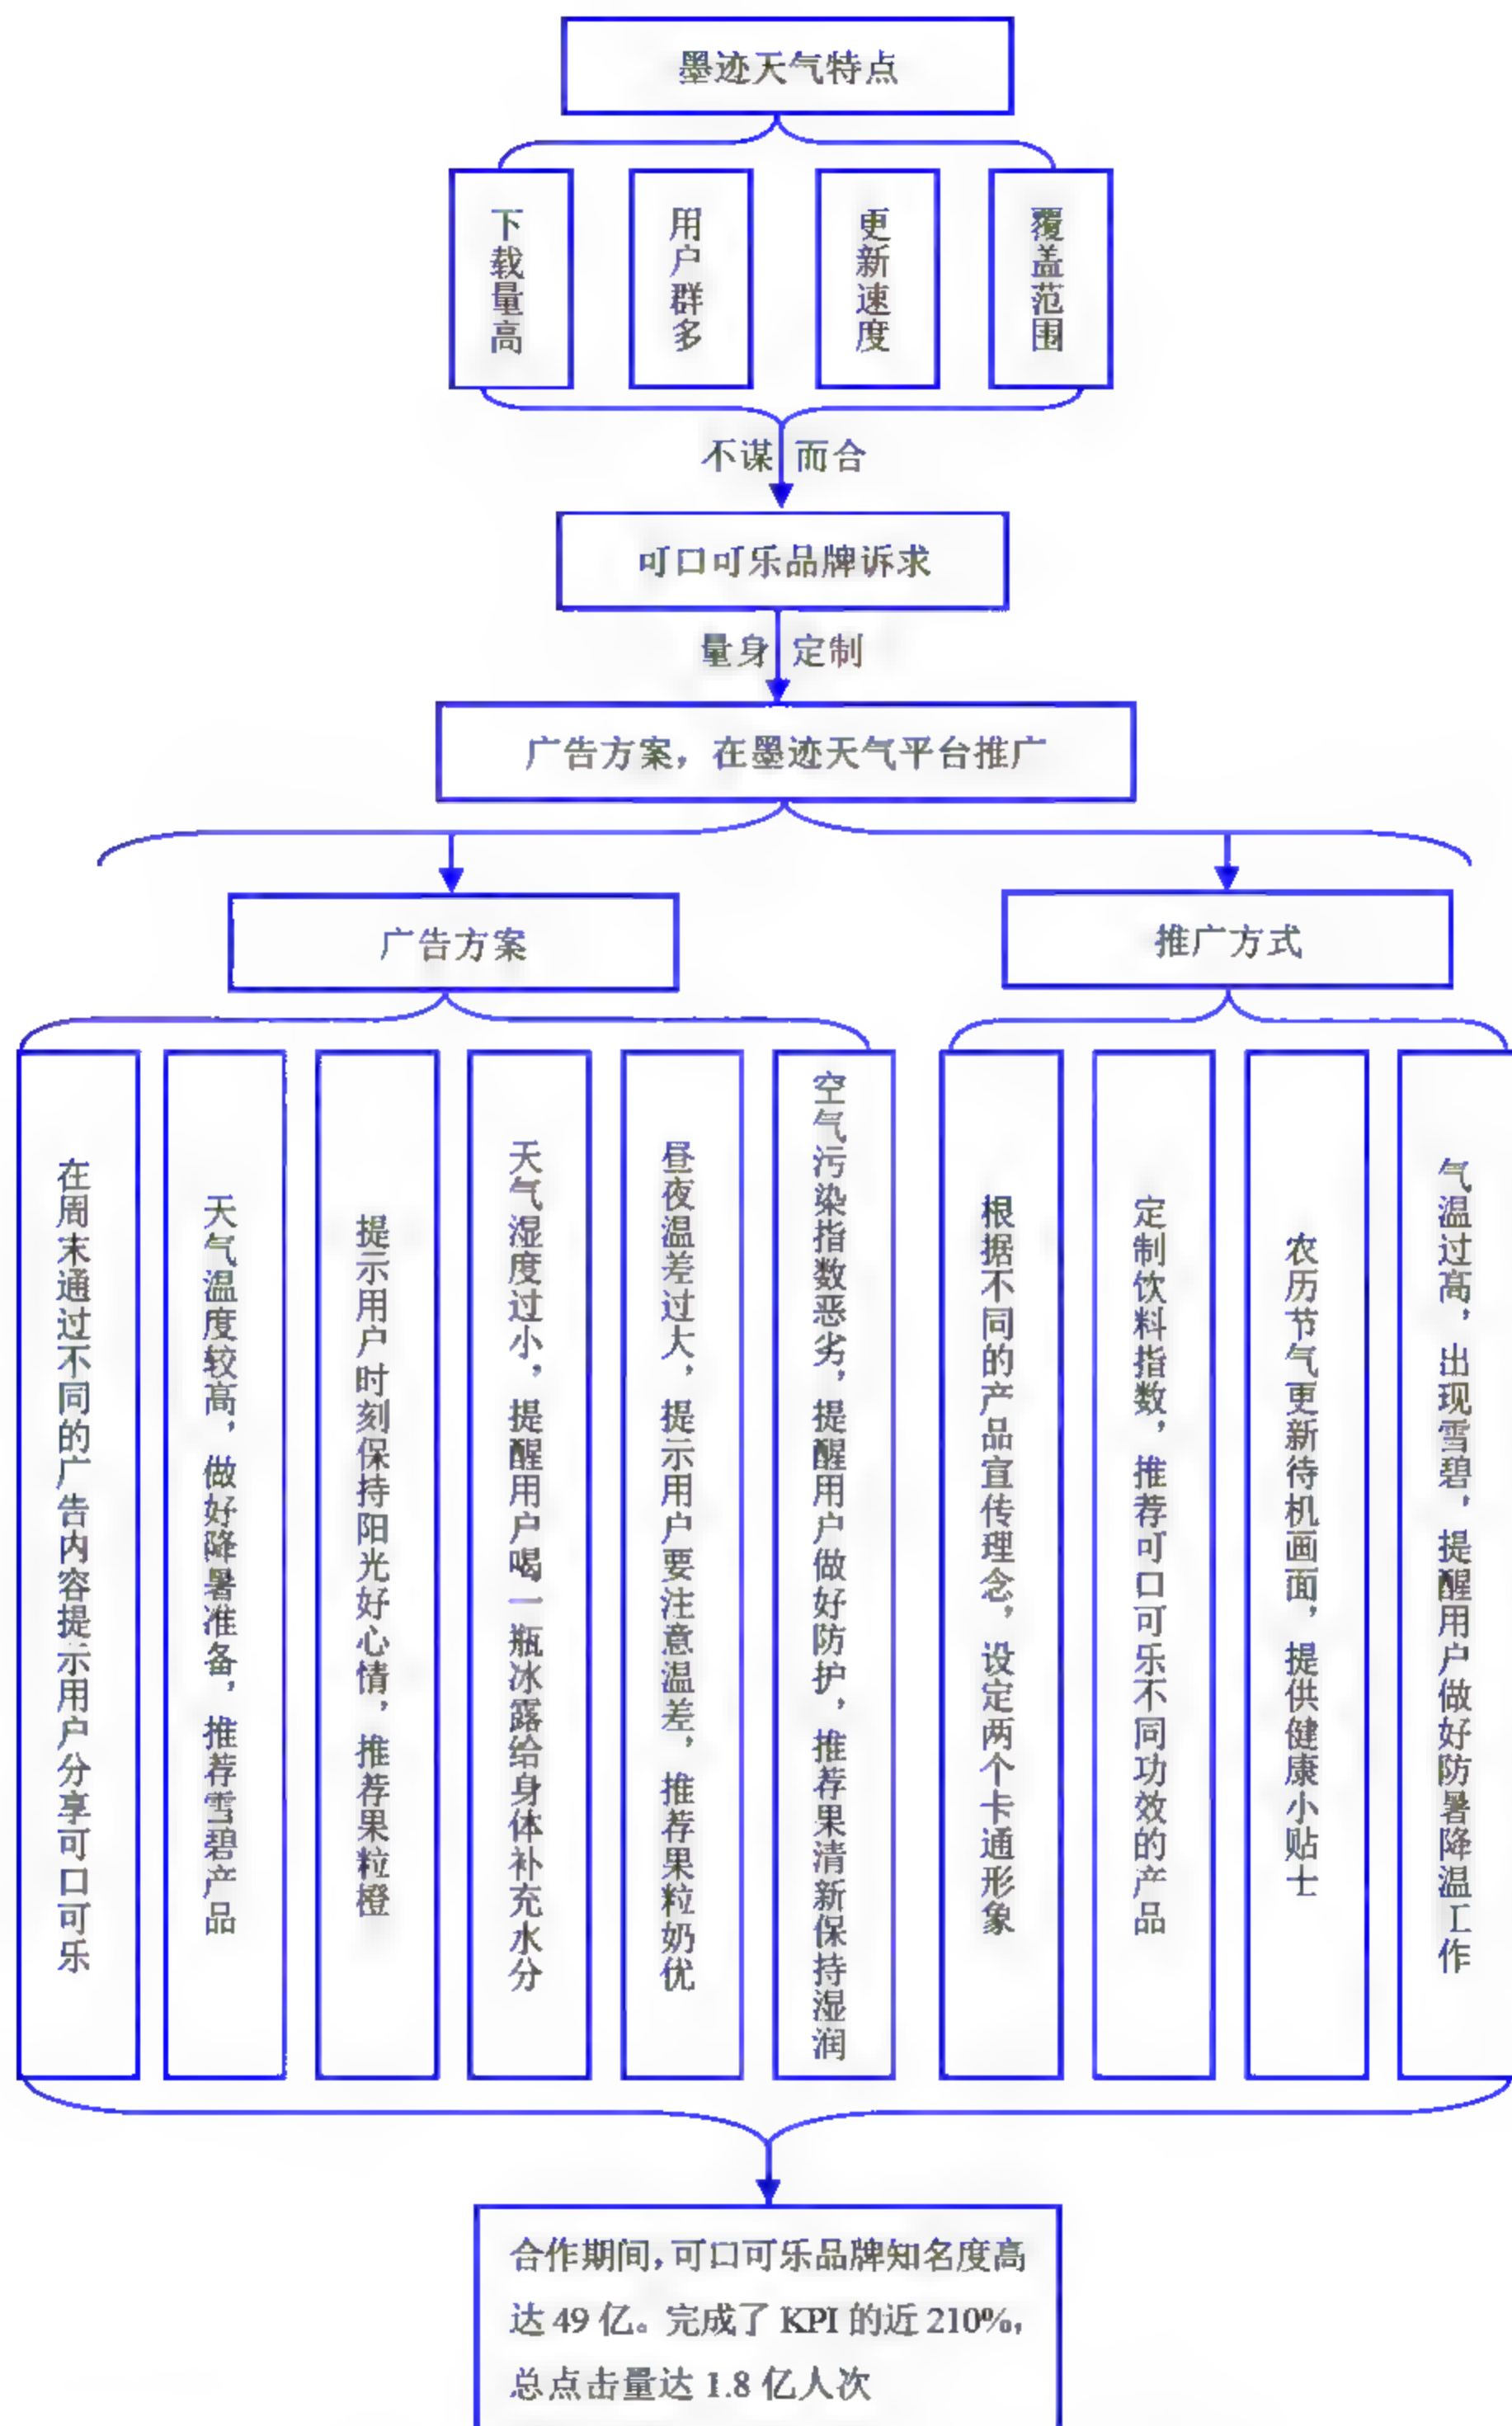 墨迹天气特点
下载量高
用户群多
更新速度
覆盖范围
不谋 而合
可口可乐品牌诉求
量身 定制
广告方案，在墨迹天气平台推广
广告方案
推广方式
在周末通过不同的广告内容提示用户分享可口可乐
天气温度较高，做好降暑准备，推荐雪碧产品
提示用户时刻保持阳光好心情，推荐果粒橙
天气湿度过小，提醒用户喝一瓶冰露给身体补充水分
昼夜温差过大，提示用户要注意温差，推荐果粒奶优
空气污染指数恶劣，提醒用户做好防护，推荐果清新保持湿润
根据不同的产品宣传理念，设定两个卡通形象
定制饮料指数，推荐可口可乐不同功效的产品
农历节气更新待机画面，提供健康小贴士
气温过高，出现雪碧，提醒用户做好防暑降温工作
合作期间，可口可乐品牌知名度高
达 49 亿。完成了 KPI 的近 210%，
总点击量达 1.8 亿人次